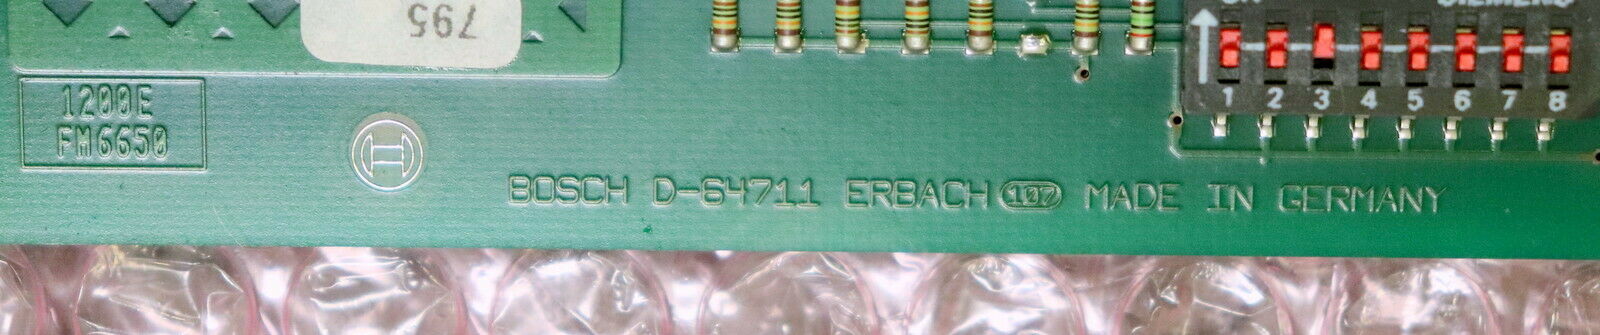 795
SIEMENS
1 2 3 4 5 6 7 8
1200E
FM6650
BOSCH D-64711 ERBACH 107 MADE IN GERMANY